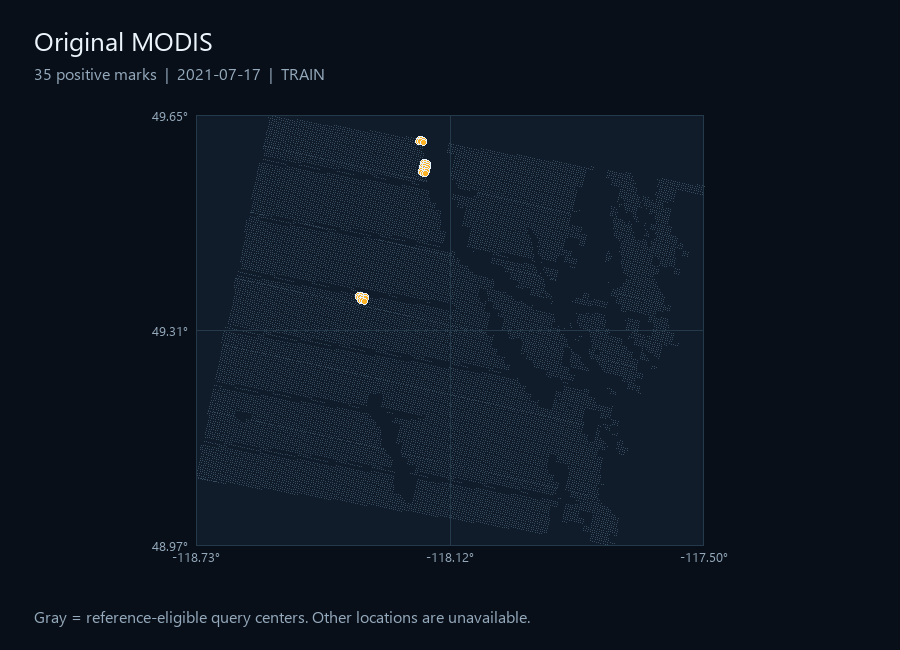 Original MODIS
35 positive marks | 2021-07-17 | TRAIN
49.65°
49.31°
48.97°
-118.73°
-118.12°
-117.50°
Gray = reference-eligible query centers. Other locations are unavailable.